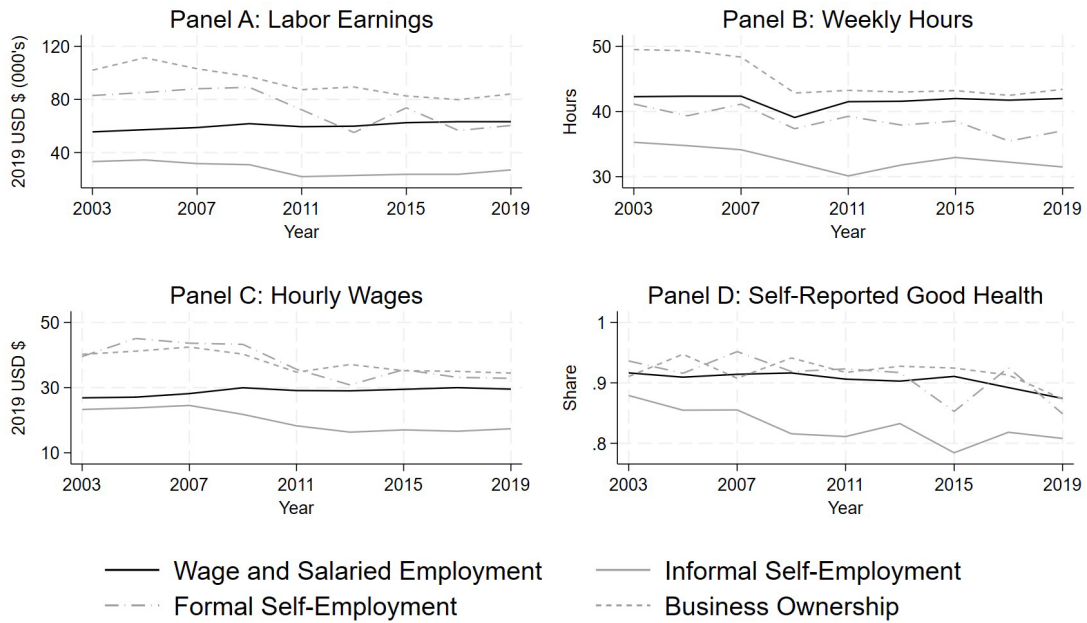 Panel A: Labor Earnings
2019 USD $ (000's)
120
80
40
2003 2007 2011 2015 2019
Year
Panel B: Weekly Hours
Hours
50
40
30
2003 2007 2011 2015 2019
Year
Panel C: Hourly Wages
2019 USD $
50
30
10
2003 2007 2011 2015 2019
Year
Panel D: Self-Reported Good Health
Share
1
.9
.8
2003 2007 2011 2015 2019
Year
Wage and Salaried Employment
Informal Self-Employment
Formal Self-Employment
Business Ownership